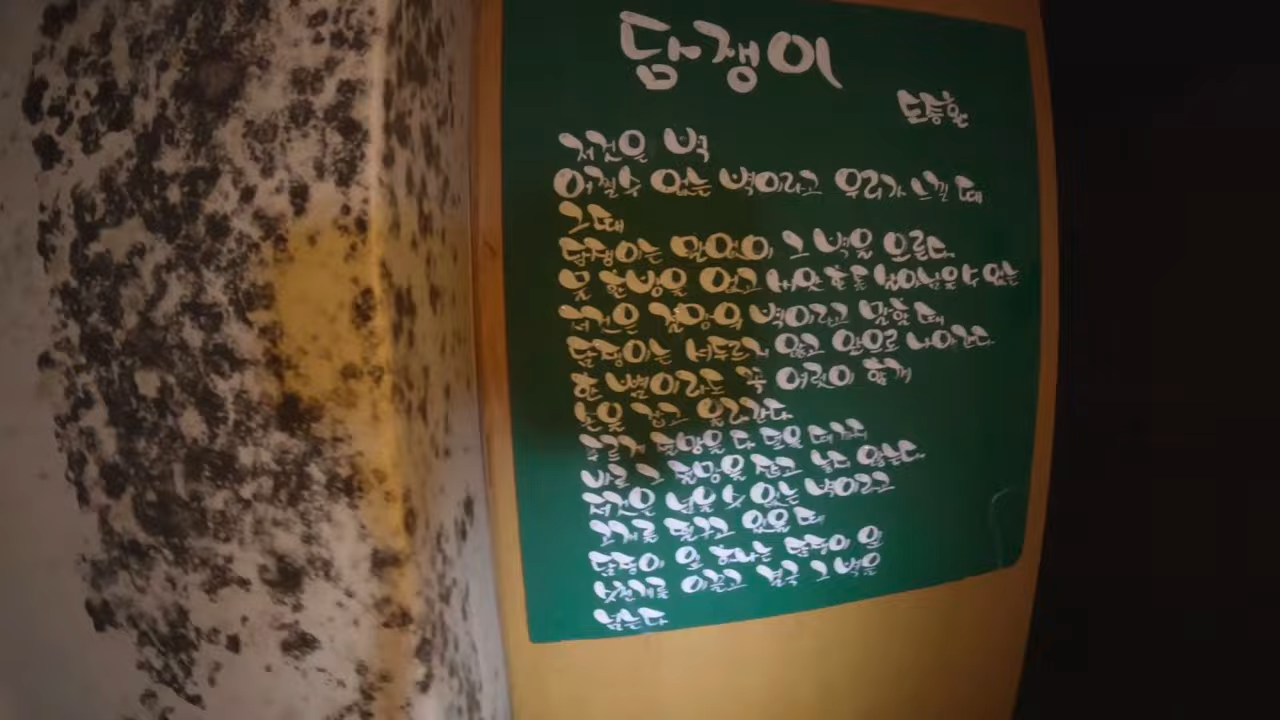 담쟁이
도종환
저것은 벽
어쩔수 없는 벽이라고 우리가 느낄 때
그때
담쟁이는 말없이 그 벽을 오른다
물 한방울 없고 씨앗 한 톨 살아남을 수 없는
저것은 절망의 벽이라고 말할 때
담쟁이는 서두르지 않고 앞으로 나아간다
한 뼘이라도 꼭 여럿이 함께
손을 잡고 올라간다
푸르게 절망을 다 덮을 때까지
바로 그 절망을 잡고 놓지 않는다
저것은 넘을 수 없는 벽이라고
고개를 떨구고 있을 때
담쟁이 잎 하나는 담쟁이 잎
수천개를 이끌고 결국 그 벽을
넘는다